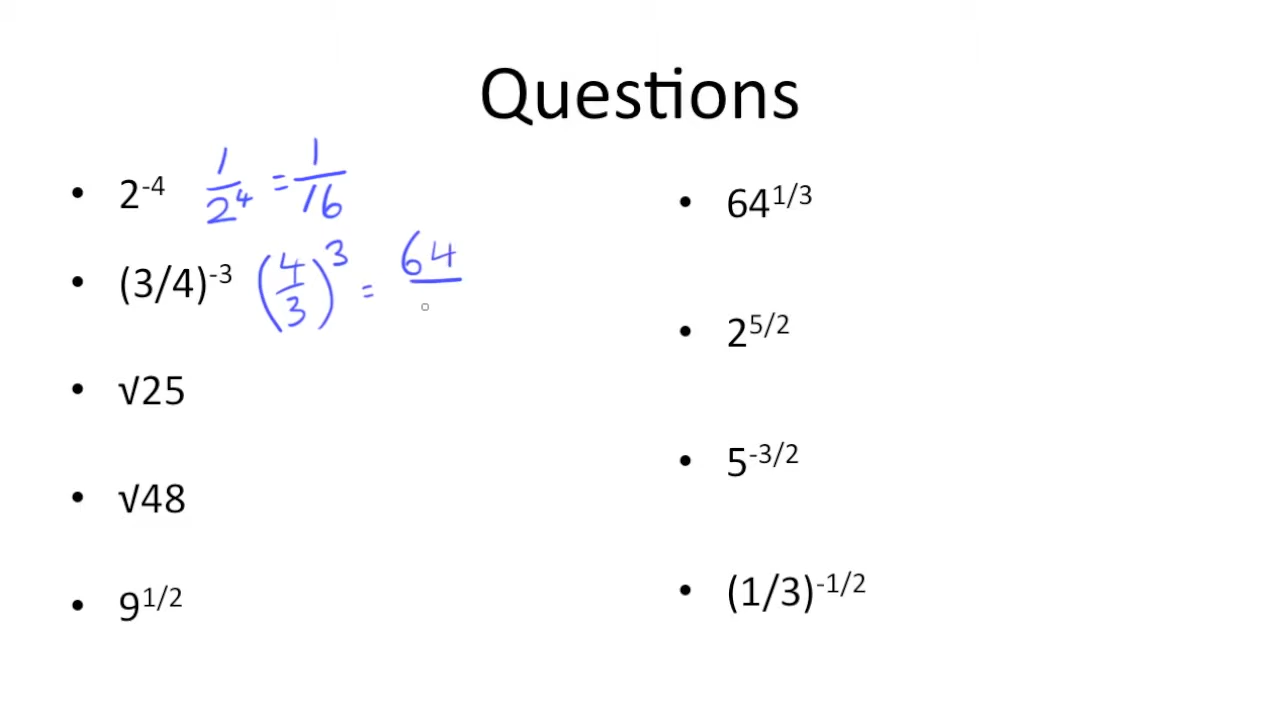 Questions
• 2⁻⁴ 1/2⁴ = 1/16
• (3/4)⁻³ (4/3)³ = 64/
• √25
• √48
• 9¹/²
• 64¹/³
• 2⁵/²
• 5⁻³/²
• (1/3)⁻¹/²